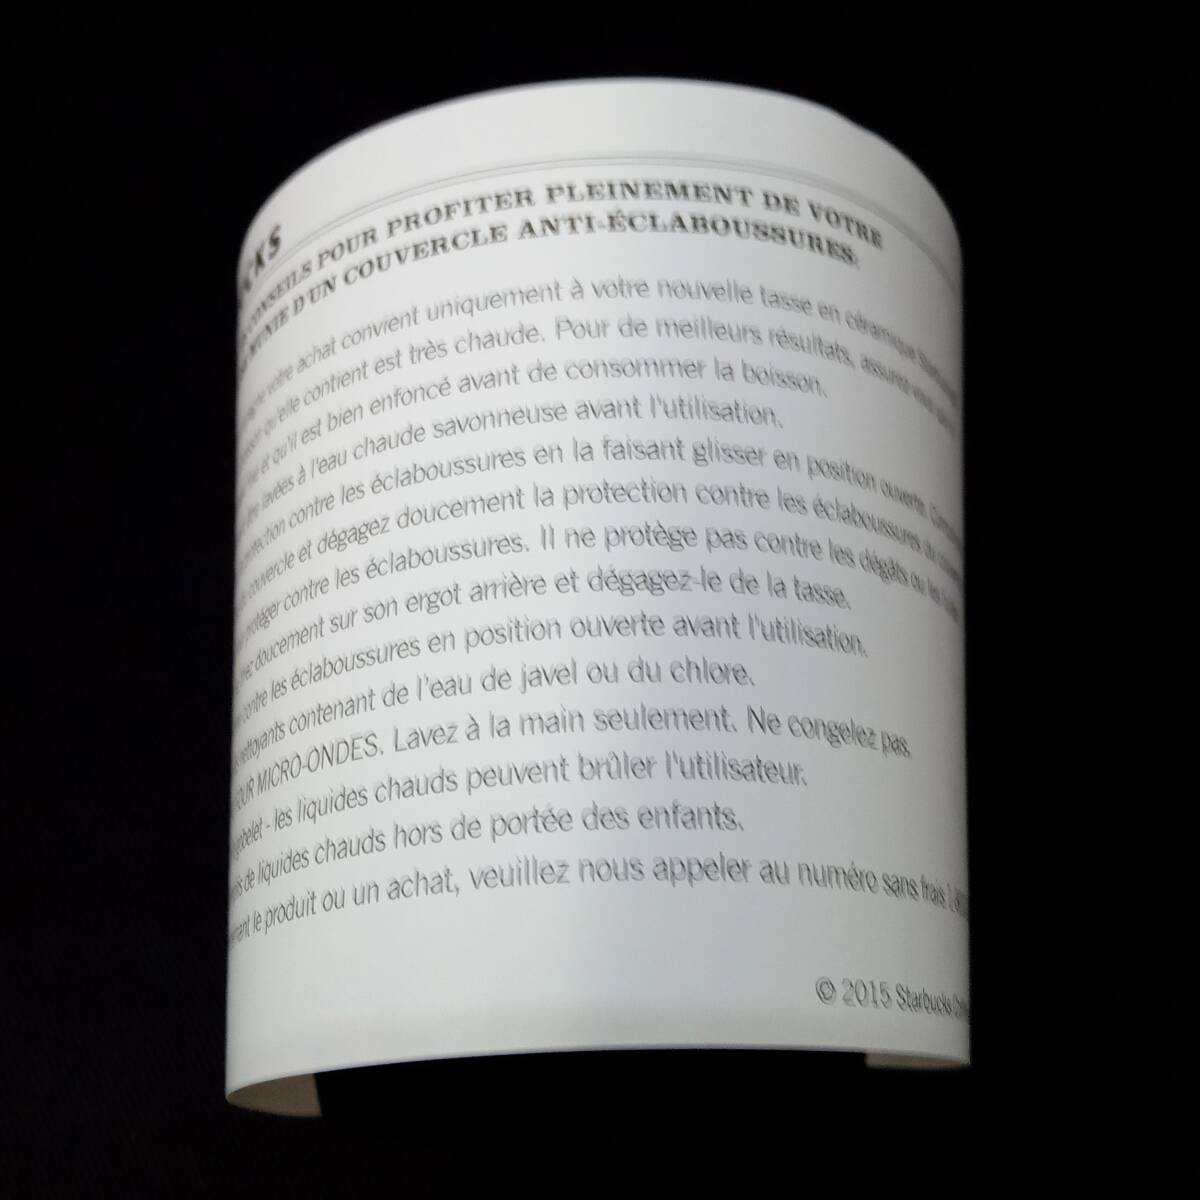 CONSEILS POUR PROFITER PLEINEMENT DE VOTRE
MUNIE D'UN COUVERCLE ANTI-ÉCLABOUSSURES:
votre achat convient uniquement à votre nouvelle tasse en céramique
qu'elle contient est très chaude. Pour de meilleurs résultats, assurez-vous
et qu'il est bien enfoncé avant de consommer la boisson.
lavées à l'eau chaude savonneuse avant l'utilisation.
protection contre les éclaboussures en la faisant glisser en position ouverte.
couvercle et dégagez doucement la protection contre les éclaboussures du
protéger contre les éclaboussures. Il ne protège pas contre les dégâts ou les
doucement sur son ergot arrière et dégagez-le de la tasse.
contre les éclaboussures en position ouverte avant l'utilisation.
nettoyants contenant de l'eau de javel ou du chlore.
MICRO-ONDES. Lavez à la main seulement. Ne congelez pas.
- les liquides chauds peuvent brûler l'utilisateur.
de liquides chauds hors de portée des enfants.
le produit ou un achat, veuillez nous appeler au numéro sans frais
© 2015 Starbucks